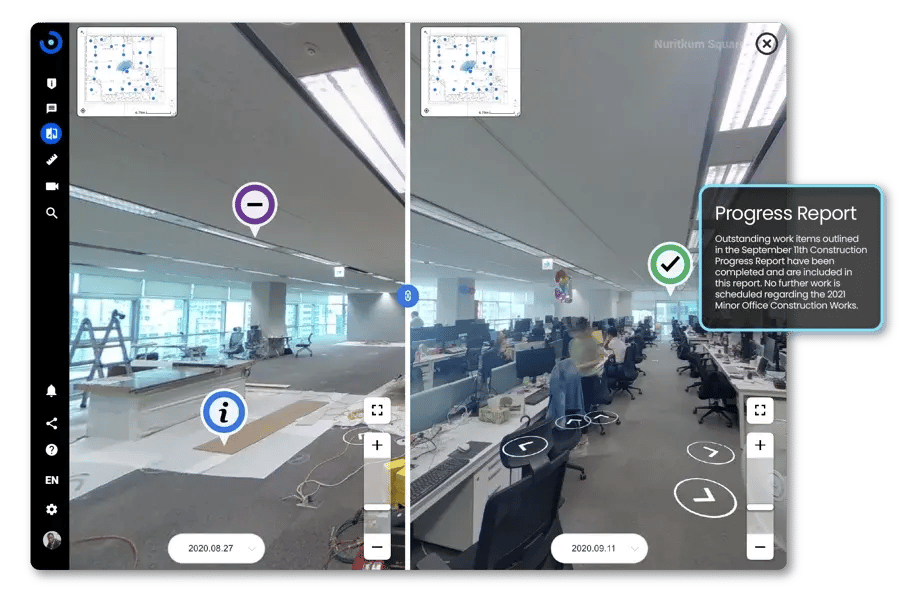 Nuritkum Square
Progress Report
Outstanding work items outlined
in the September 11th Construction
Progress Report have been
completed and are included in
this report. No further work is
scheduled regarding the 2021
Minor Office Construction Works.
EN
2020.08.27
2020.09.11